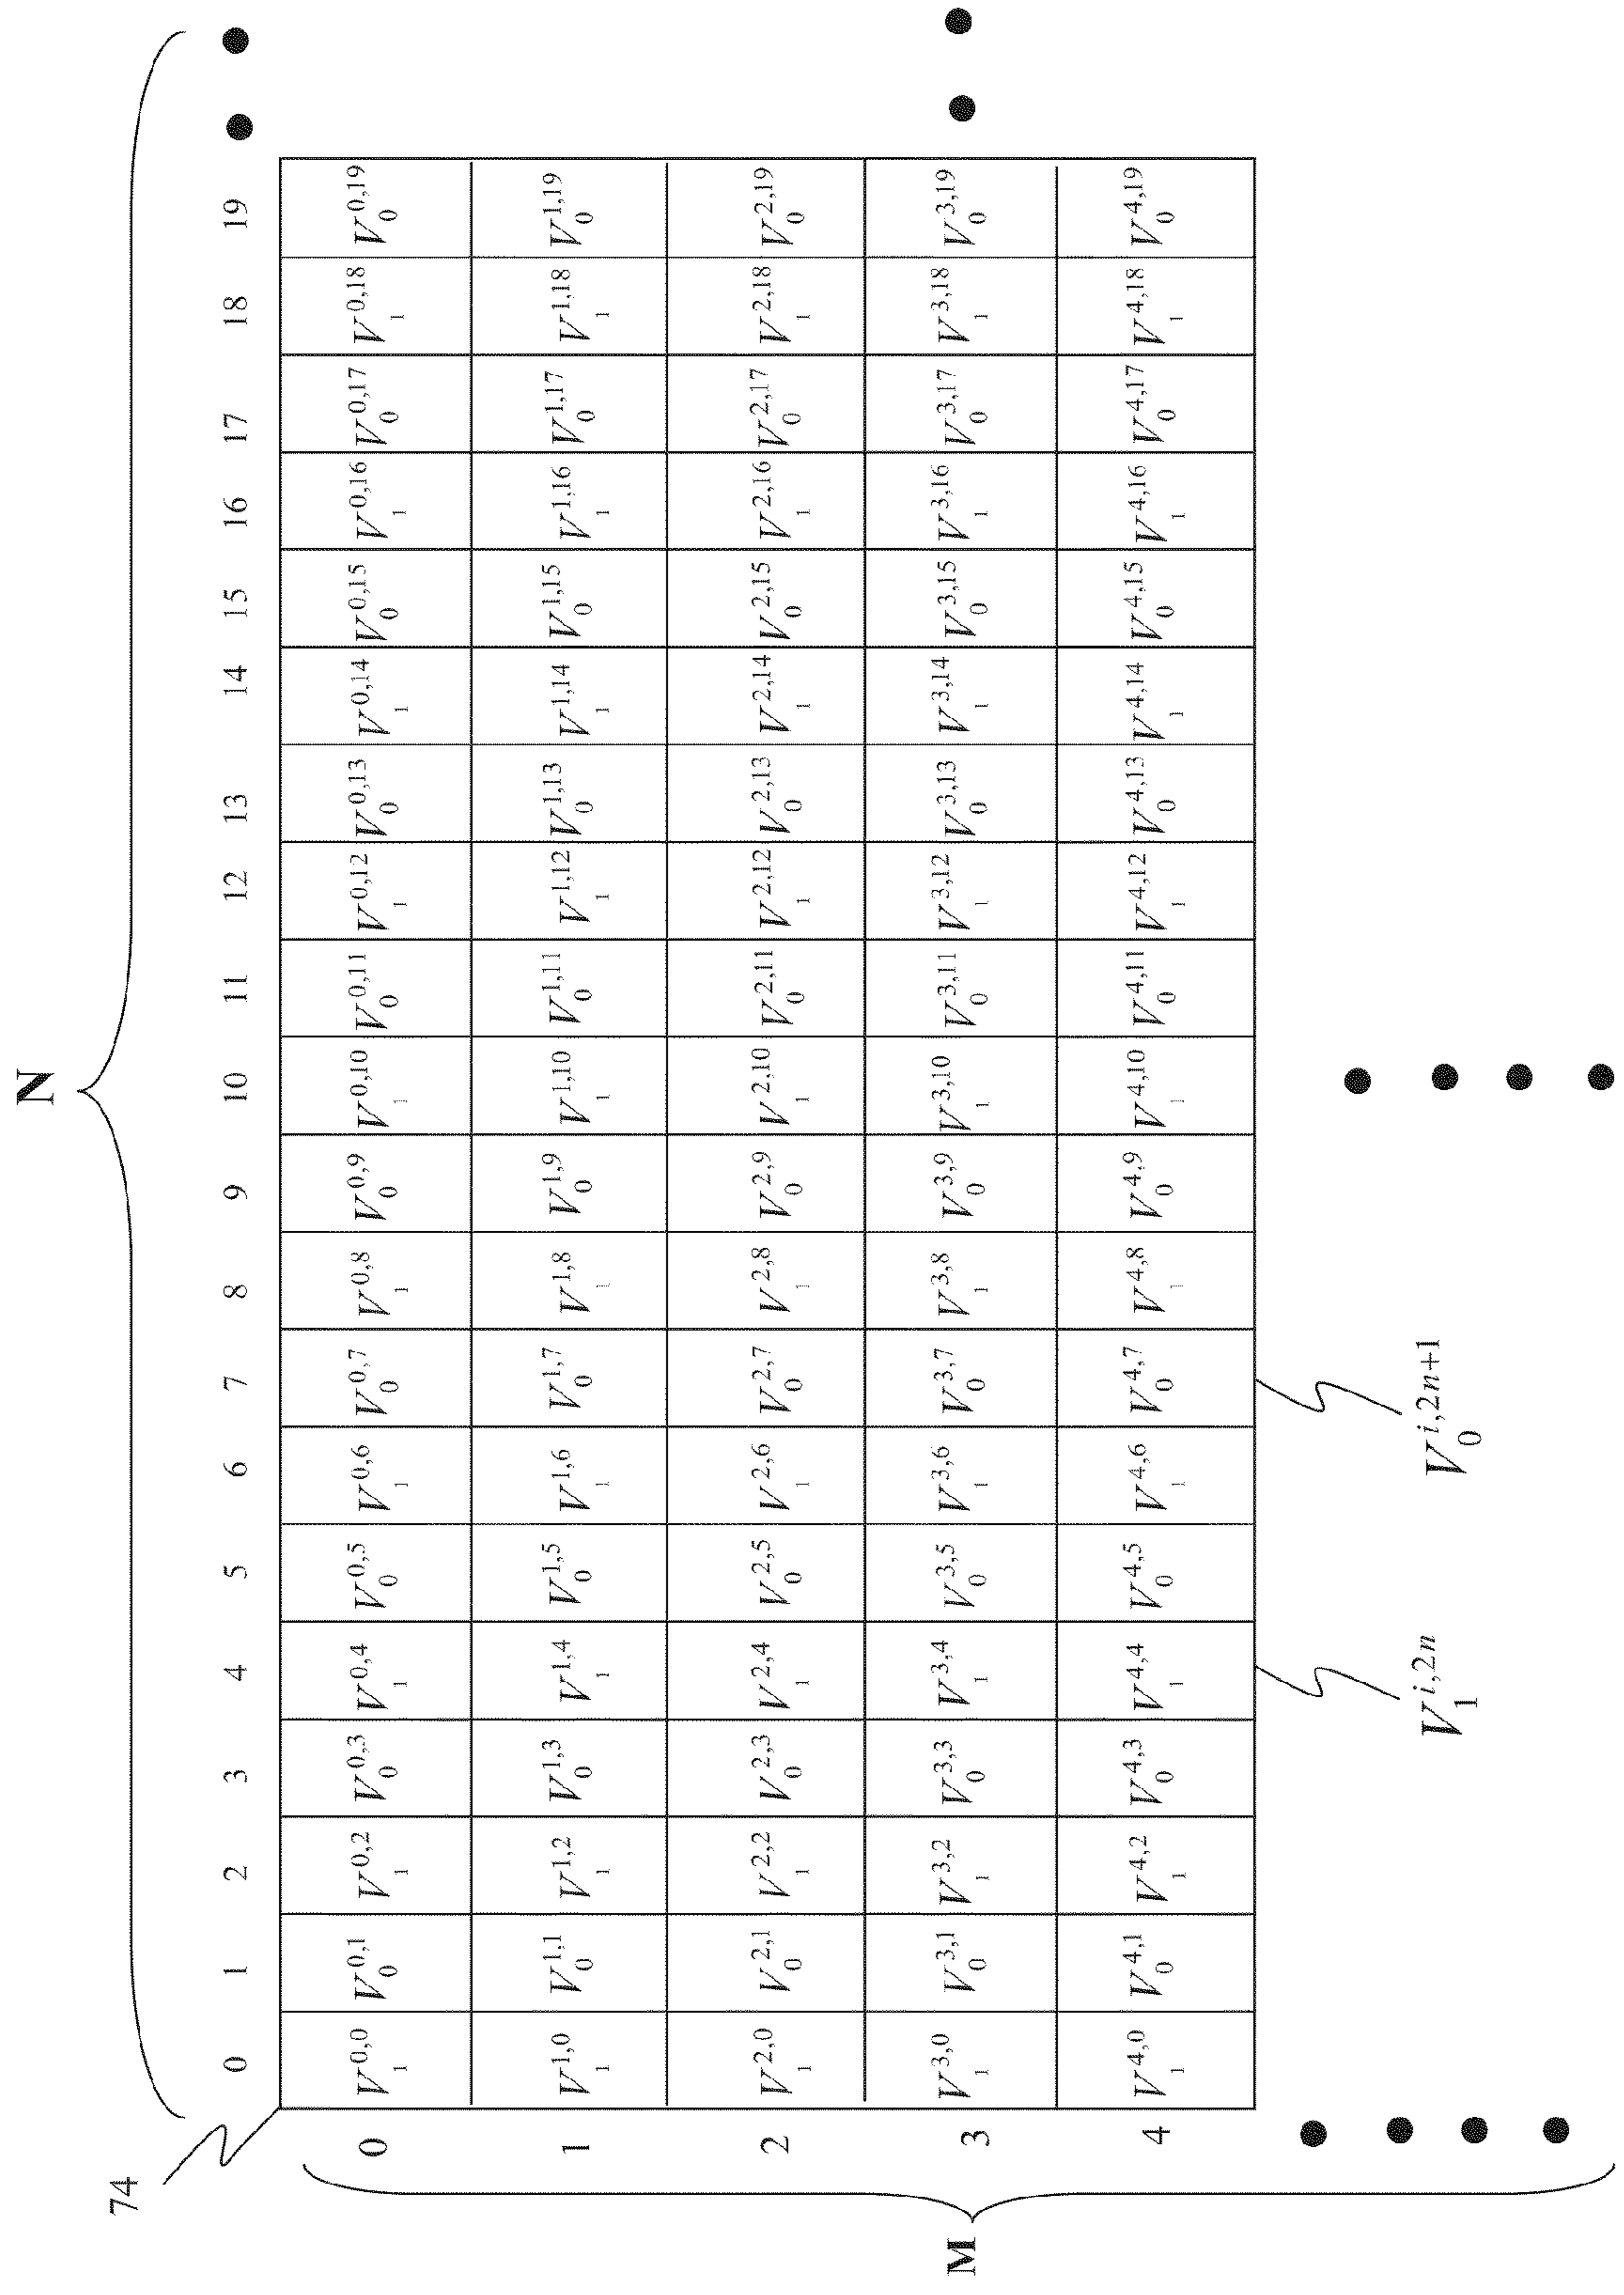 N
74
0 1 2 3 4 5 6 7 8 9 10 11 12 13 14 15 16 17 18 19
0 V_1^{0,0} V_0^{0,1} V_1^{0,2} V_0^{0,3} V_1^{0,4} V_0^{0,5} V_1^{0,6} V_0^{0,7} V_1^{0,8} V_0^{0,9} V_1^{0,10} V_0^{0,11} V_1^{0,12} V_0^{0,13} V_1^{0,14} V_0^{0,15} V_1^{0,16} V_0^{0,17} V_1^{0,18} V_0^{0,19}
1 V_1^{1,0} V_0^{1,1} V_1^{1,2} V_0^{1,3} V_1^{1,4} V_0^{1,5} V_1^{1,6} V_0^{1,7} V_1^{1,8} V_0^{1,9} V_1^{1,10} V_0^{1,11} V_1^{1,12} V_0^{1,13} V_1^{1,14} V_0^{1,15} V_1^{1,16} V_0^{1,17} V_1^{1,18} V_0^{1,19}
2 V_1^{2,0} V_0^{2,1} V_1^{2,2} V_0^{2,3} V_1^{2,4} V_0^{2,5} V_1^{2,6} V_0^{2,7} V_1^{2,8} V_0^{2,9} V_1^{2,10} V_0^{2,11} V_1^{2,12} V_0^{2,13} V_1^{2,14} V_0^{2,15} V_1^{2,16} V_0^{2,17} V_1^{2,18} V_0^{2,19}
M
3 V_1^{3,0} V_0^{3,1} V_1^{3,2} V_0^{3,3} V_1^{3,4} V_0^{3,5} V_1^{3,6} V_0^{3,7} V_1^{3,8} V_0^{3,9} V_1^{3,10} V_0^{3,11} V_1^{3,12} V_0^{3,13} V_1^{3,14} V_0^{3,15} V_1^{3,16} V_0^{3,17} V_1^{3,18} V_0^{3,19}
4 V_1^{4,0} V_0^{4,1} V_1^{4,2} V_0^{4,3} V_1^{4,4} V_0^{4,5} V_1^{4,6} V_0^{4,7} V_1^{4,8} V_0^{4,9} V_1^{4,10} V_0^{4,11} V_1^{4,12} V_0^{4,13} V_1^{4,14} V_0^{4,15} V_1^{4,16} V_0^{4,17} V_1^{4,18} V_0^{4,19}
V_1^{i,2n} V_0^{i,2n+1}